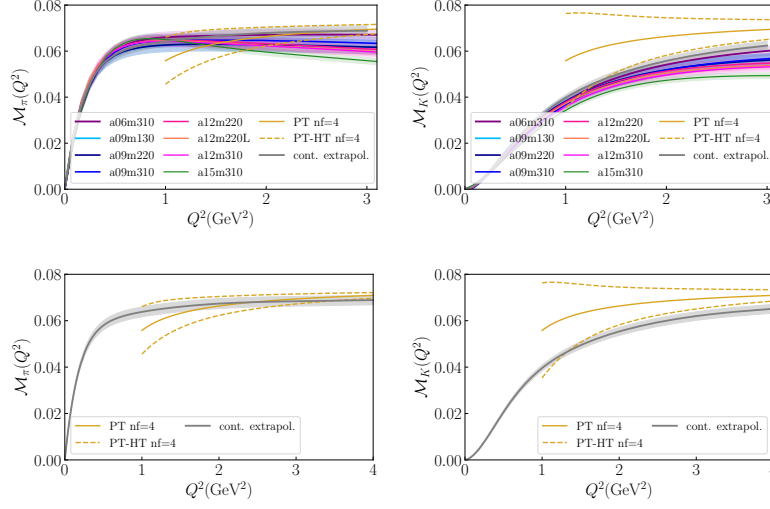 0.08
0.06
0.04
0.02
0.00
ℳπ(Q²)
a06m310
a09m130
a09m220
a09m310
a12m220
a12m220L
a12m310
a15m310
PT nf=4
PT-HT nf=4
cont. extrapol.
0 1 2 3
Q²(GeV²)
0.08
0.06
0.04
0.02
0.00
ℳK(Q²)
a06m310
a09m130
a09m220
a09m310
a12m220
a12m220L
a12m310
a15m310
PT nf=4
PT-HT nf=4
cont. extrapol.
0 1 2 3
Q²(GeV²)
0.08
0.06
0.04
0.02
0.00
ℳπ(Q²)
PT nf=4
PT-HT nf=4
cont. extrapol.
0 1 2 3 4
Q²(GeV²)
0.08
0.06
0.04
0.02
0.00
ℳK(Q²)
PT nf=4
PT-HT nf=4
cont. extrapol.
0 1 2 3 4
Q²(GeV²)